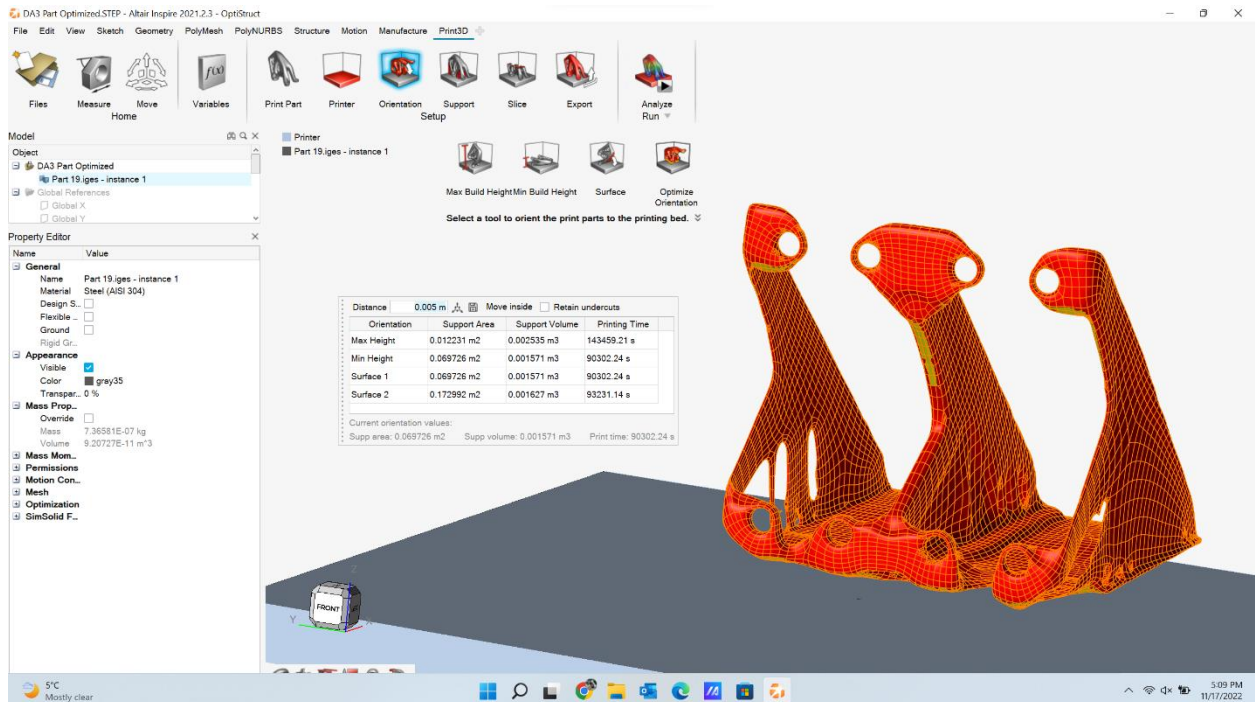 DA3 Part Optimized.STEP - Altair Inspire 2021.2.3 - OptiStruct
File Edit View Sketch Geometry PolyMesh PolyNURBS Structure Motion Manufacture Print3D
f(x)
Files Measure Move Variables Print Part Printer Orientation Support Slice Export Analyze
Home Setup Run
Model
Object
DA3 Part Optimized
Part 19.iges - instance 1
Global References
Global X
Global Y
Printer
Part 19.iges - instance 1
Max Build Height Min Build Height Surface Optimize Orientation
Select a tool to orient the print parts to the printing bed.
Property Editor
Name Value
General
Name Part 19.iges - instance 1
Material Steel (AISI 304)
Design S...
Flexible ...
Ground
Rigid Gr...
Appearance
Visible
Color gray35
Transpar... 0 %
Mass Prop...
Override
Mass 7.36581E-07 kg
Volume 9.20727E-11 m^3
Mass Mom...
Permissions
Motion Con...
Mesh
Optimization
SimSolid F...
Distance 0.005 m Move inside Retain undercuts
Orientation Support Area Support Volume Printing Time
Max Height 0.012231 m2 0.002535 m3 143459.21 s
Min Height 0.069726 m2 0.001571 m3 90302.24 s
Surface 1 0.069726 m2 0.001571 m3 90302.24 s
Surface 2 0.172992 m2 0.001627 m3 93231.14 s
Current orientation values:
Supp area: 0.069726 m2 Supp volume: 0.001571 m3 Print time: 90302.24 s
Z
FRONT
Y X
5°C
Mostly clear
5:09 PM
11/17/2022